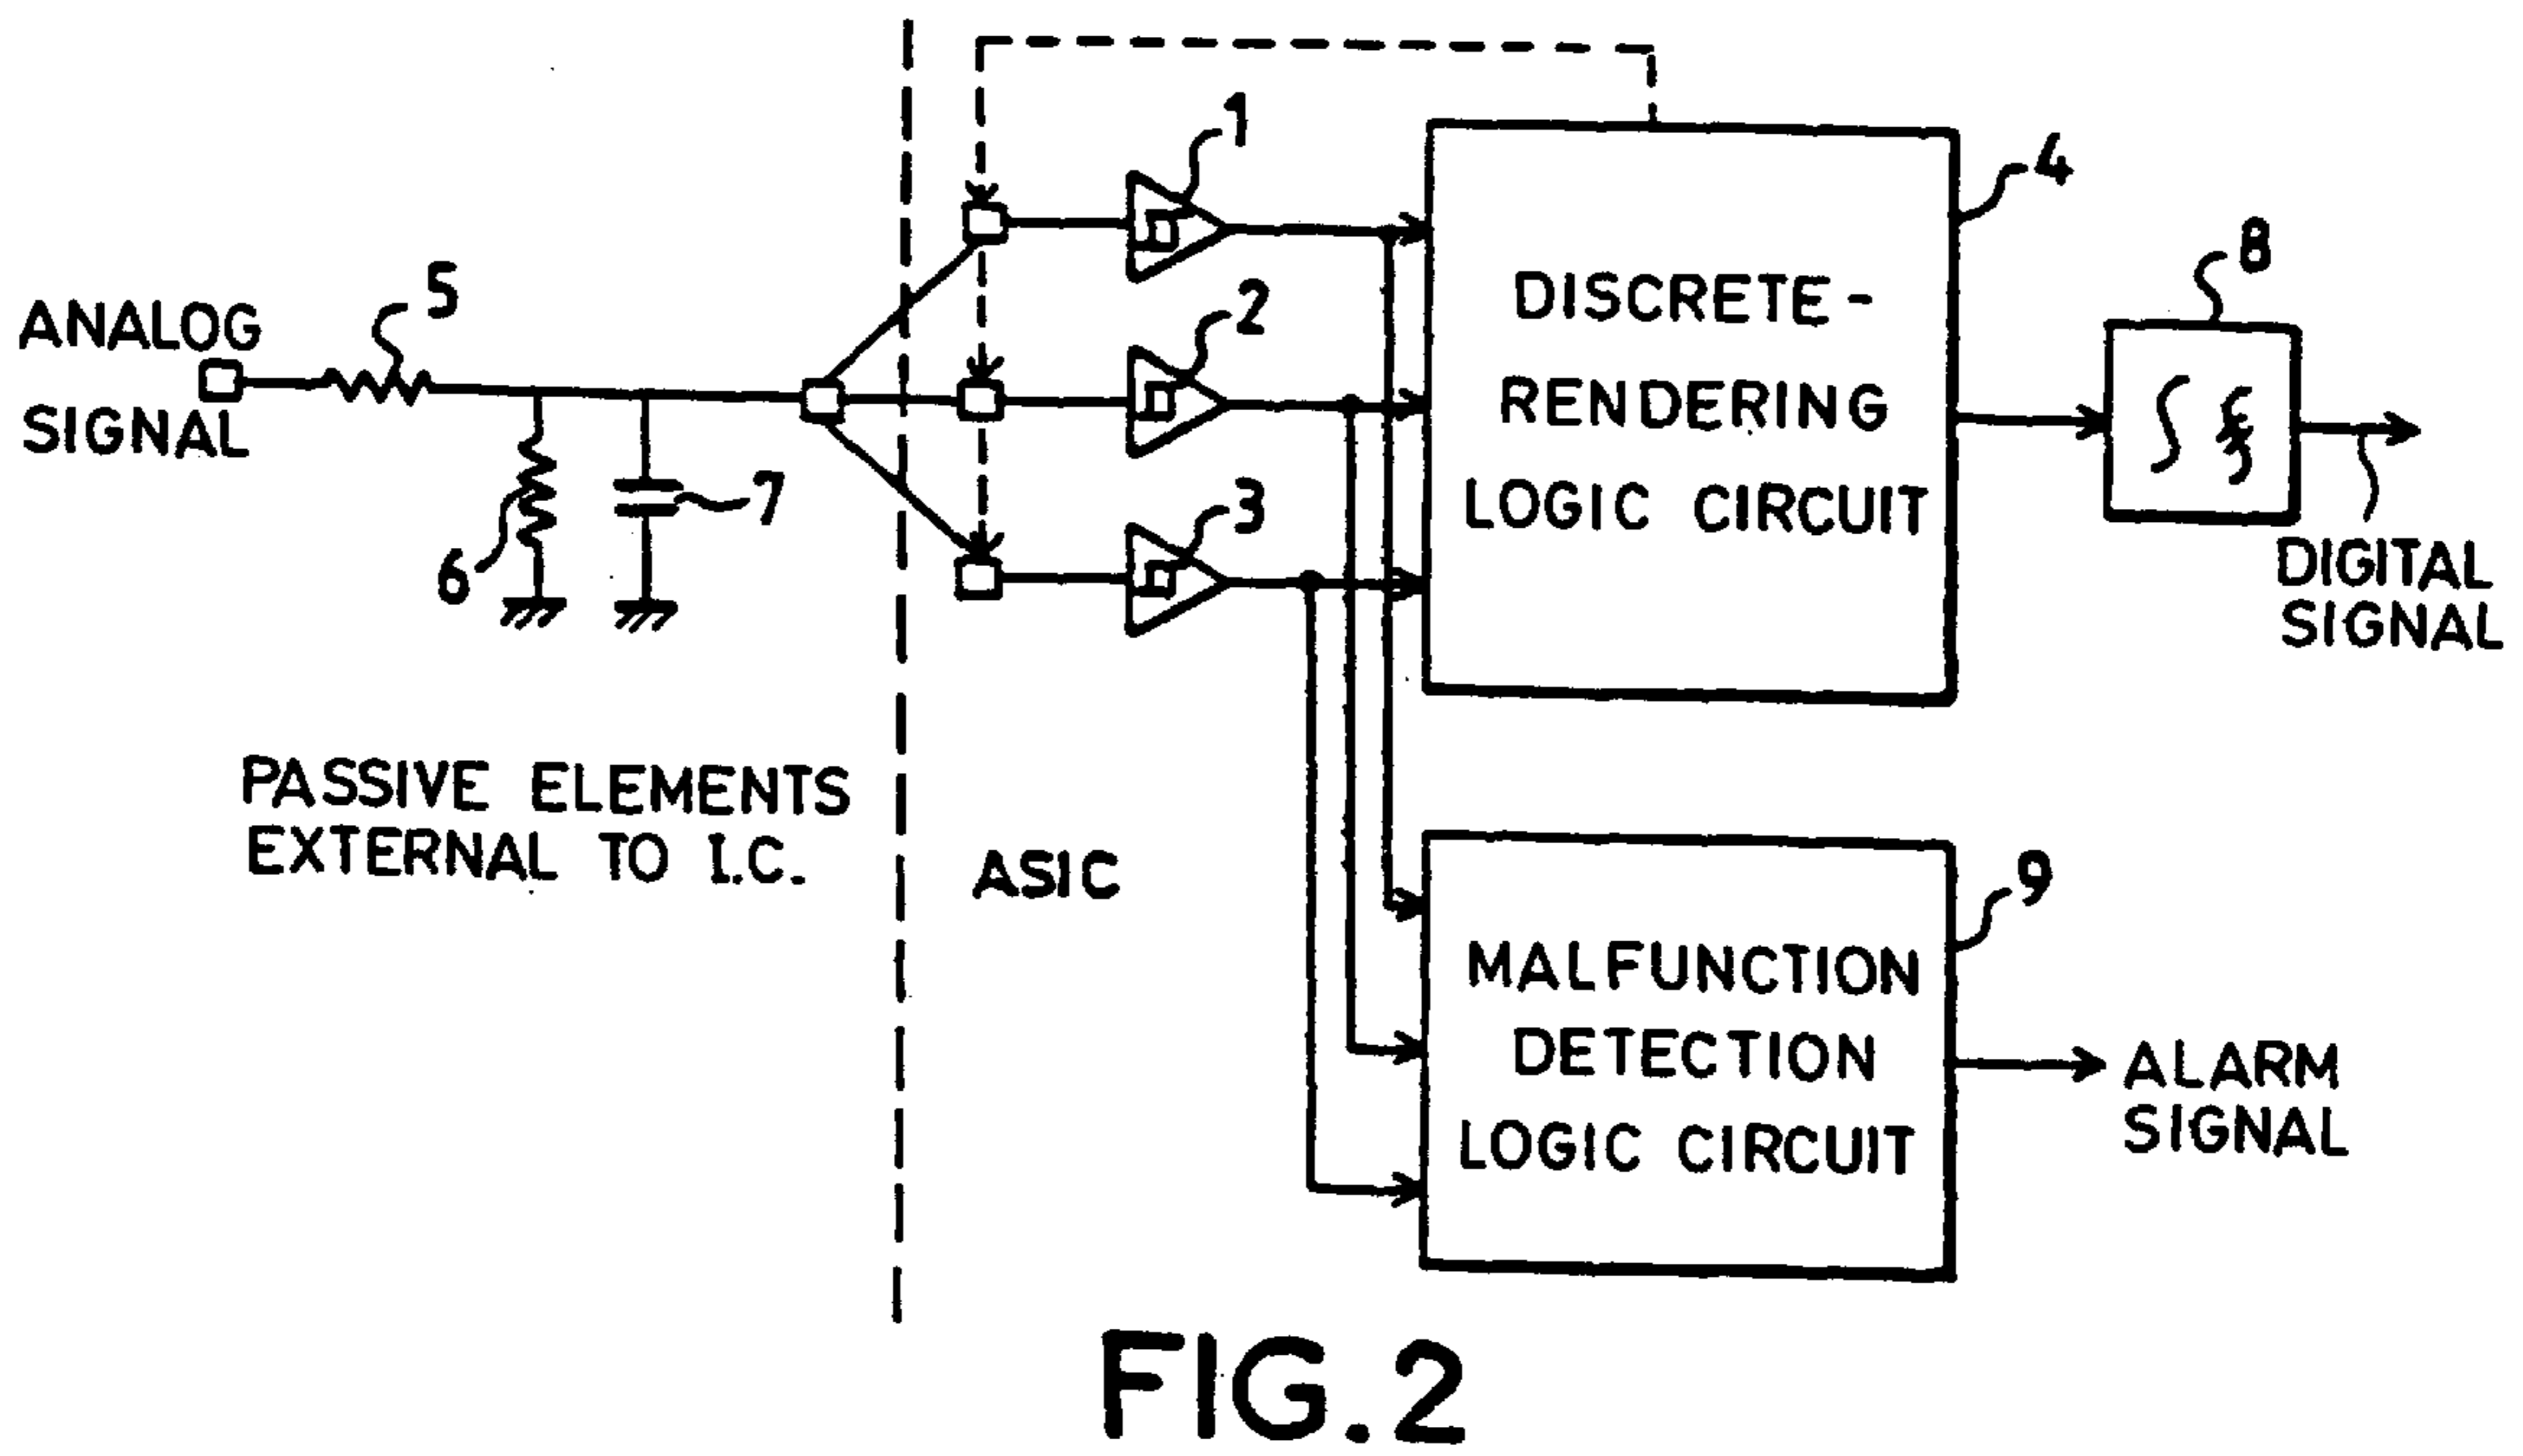 1
4
8
5
2
ANALOG
SIGNAL
DISCRETE-
RENDERING
LOGIC CIRCUIT
3
7
6
DIGITAL
SIGNAL
PASSIVE ELEMENTS
EXTERNAL TO I.C.
ASIC
9
MALFUNCTION
DETECTION
LOGIC CIRCUIT
ALARM
SIGNAL
FIG.2